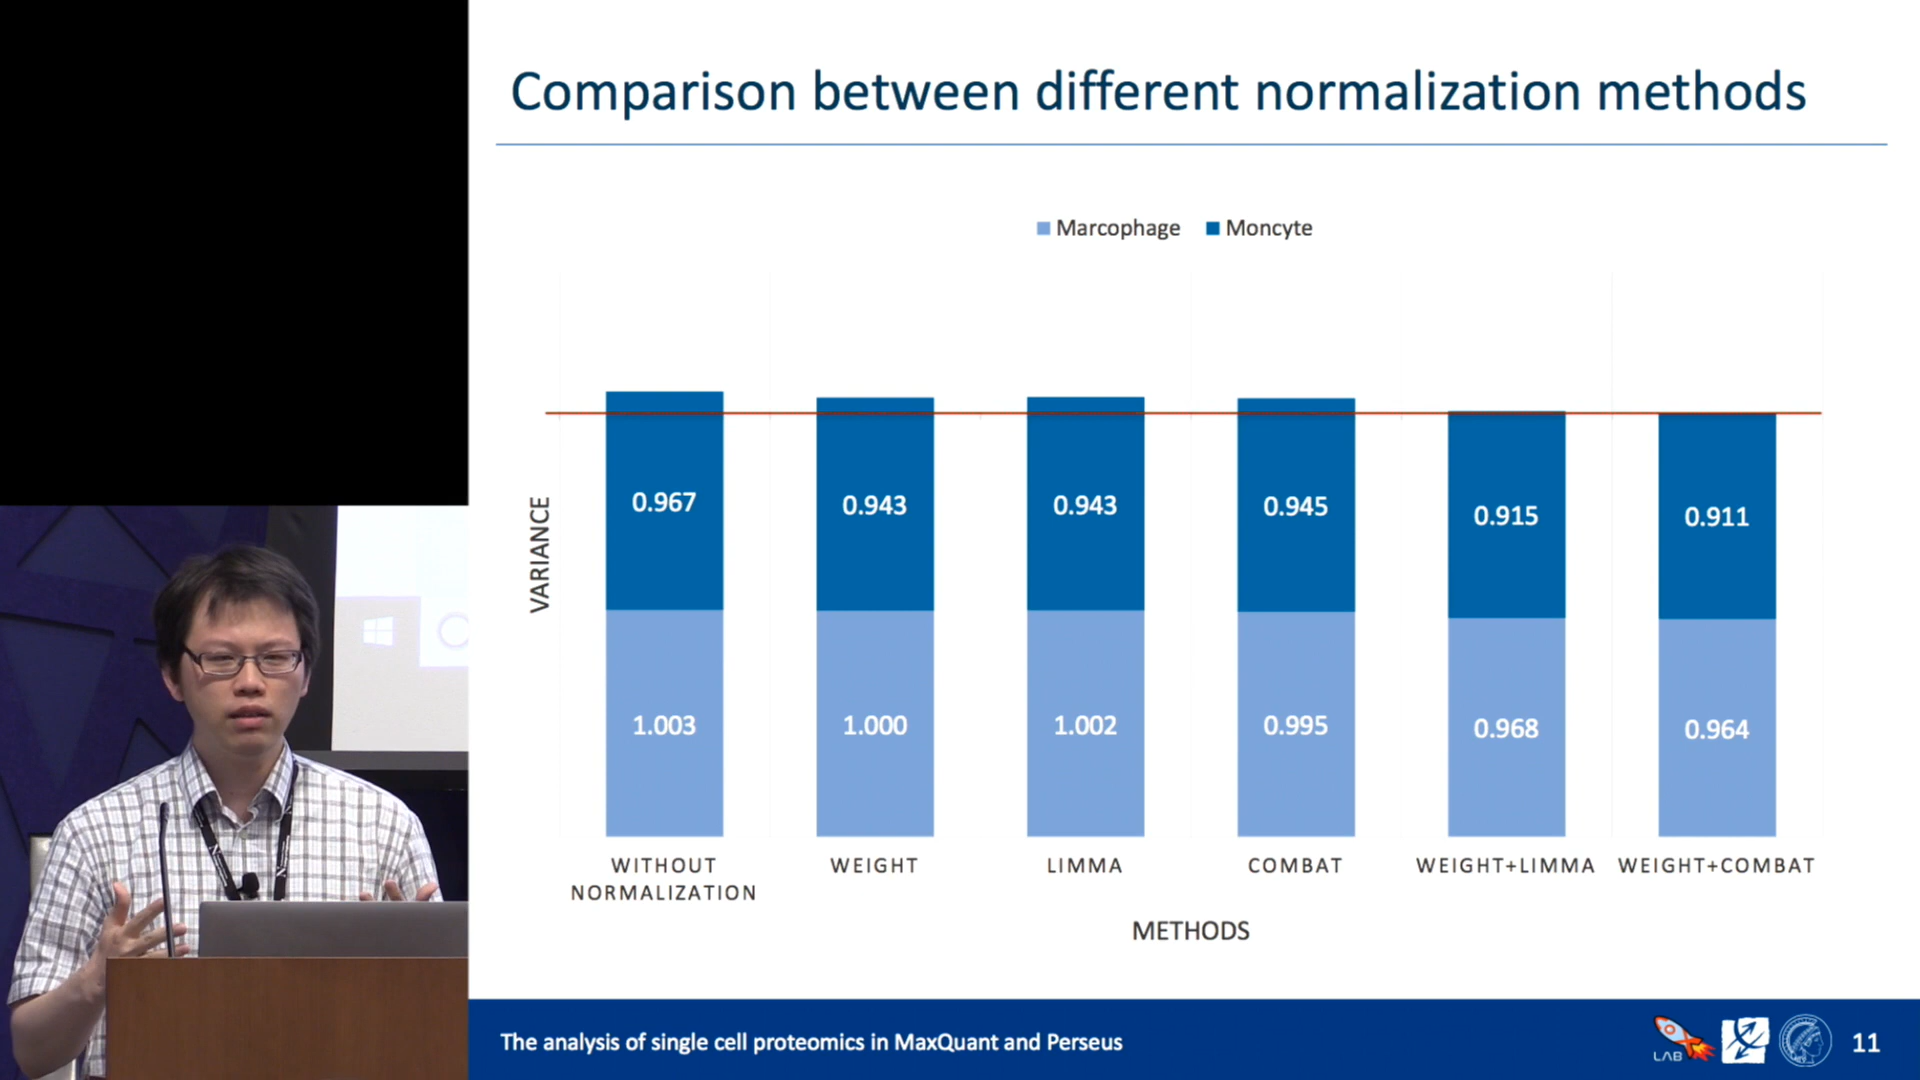 Comparison between different normalization methods
Marcophage Moncyte
VARIANCE
0.967 0.943 0.943 0.945 0.915 0.911
1.003 1.000 1.002 0.995 0.968 0.964
WITHOUT NORMALIZATION WEIGHT LIMMA COMBAT WEIGHT+LIMMA WEIGHT+COMBAT
METHODS
The analysis of single cell proteomics in MaxQuant and Perseus
LAB
11